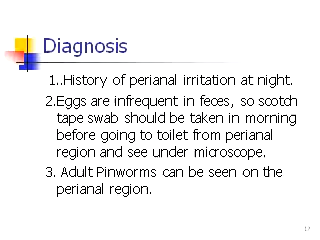 Diagnosis
1..History of perianal irritation at night.
2.Eggs are infrequent in feces, so scotch
tape swab should be taken in morning
before going to toilet from perianal
region and see under microscope.
3. Adult Pinworms can be seen on the
perianal region.
17